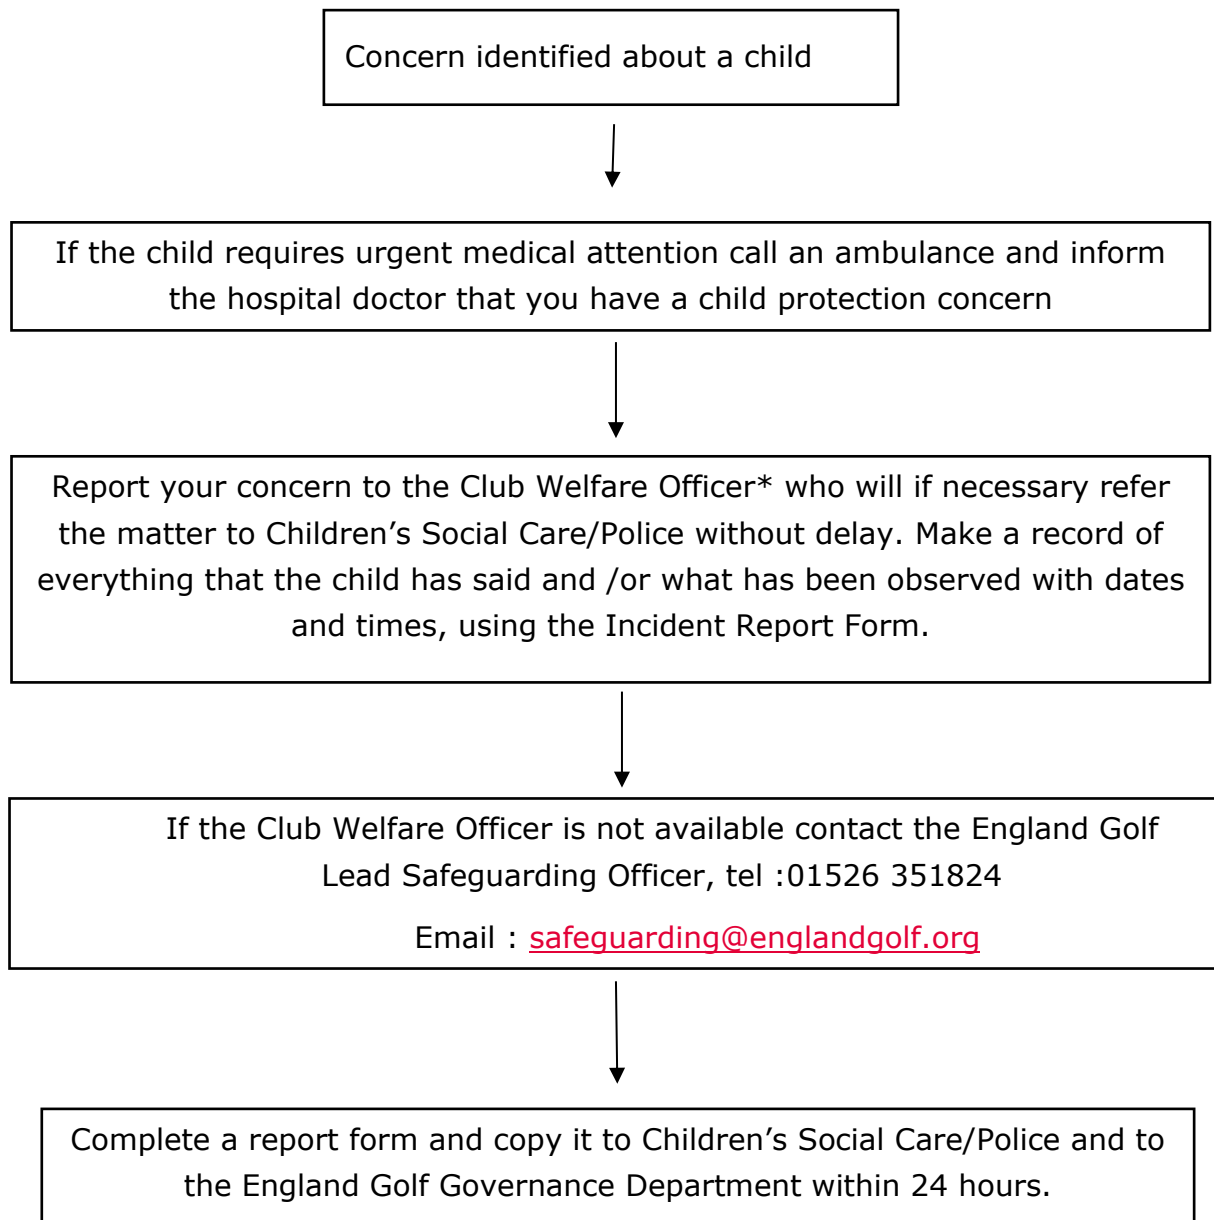 Concern identified about a child
If the child requires urgent medical attention call an ambulance and inform
the hospital doctor that you have a child protection concern
Report your concern to the Club Welfare Officer* who will if necessary refer
the matter to Children’s Social Care/Police without delay. Make a record of
everything that the child has said and /or what has been observed with dates
and times, using the Incident Report Form.
If the Club Welfare Officer is not available contact the England Golf
Lead Safeguarding Officer, tel :01526 351824
Email : safeguarding@englandgolf.org
Complete a report form and copy it to Children’s Social Care/Police and to
the England Golf Governance Department within 24 hours.